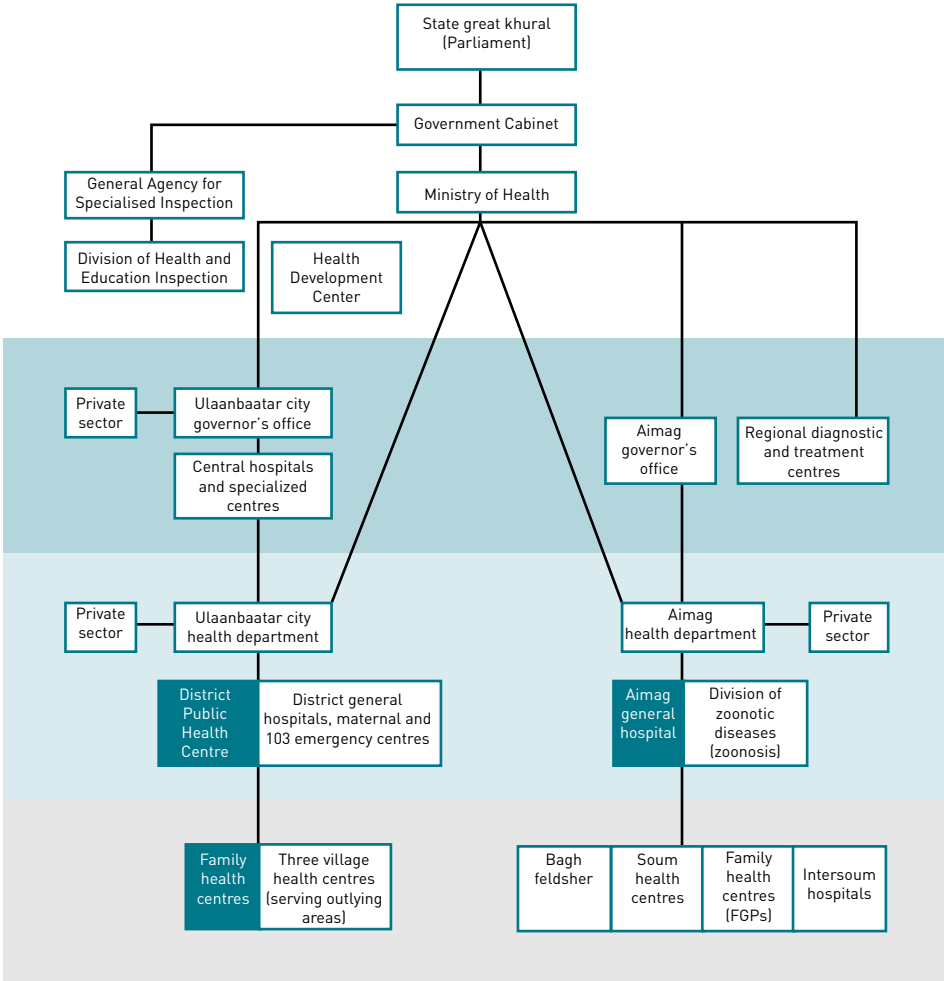 State great khural
(Parliament)
Government Cabinet
General Agency for
Specialised Inspection
Ministry of Health
Division of Health and
Education Inspection
Health
Development
Center
Private
sector
Ulaanbaatar city
governor's office
Aimag
governor's
office
Regional diagnostic
and treatment
centres
Central hospitals
and specialized
centres
Private
sector
Ulaanbaatar city
health department
Aimag
health department
Private
sector
District
Public
Health
Centre
District general
hospitals, maternal and
103 emergency centres
Aimag
general
hospital
Division of
zoonotic
diseases
(zoonosis)
Family
health
centres
Three village
health centres
(serving outlying
areas)
Bagh
feldsher
Soum
health
centres
Family
health
centres
(FGPs)
Intersoum
hospitals